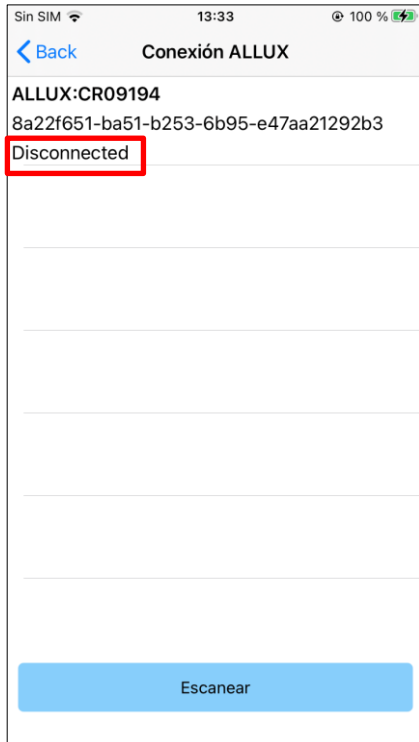 Sin SIM 13:33 100 %
Back Conexión ALLUX
ALLUX:CR09194
8a22f651-ba51-b253-6b95-e47aa21292b3
Disconnected
Escanear